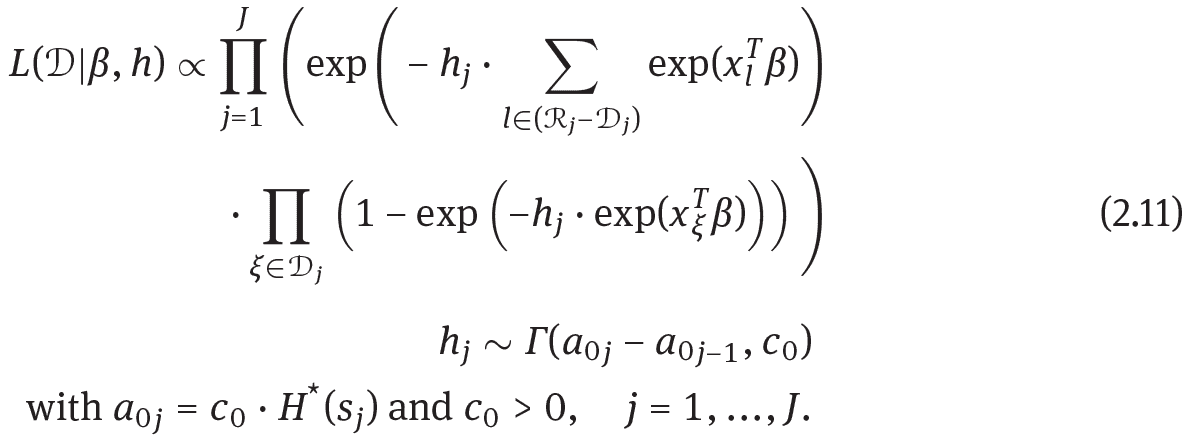 L(𝒟|β, h) ∝ ∏_{j=1}^{J} ( exp( − h_j · ∑_{l∈(ℛ_j−𝒟_j)} exp(x_l^T β) )
· ∏_{ξ∈𝒟_j} ( 1 − exp ( −h_j · exp(x_ξ^T β) ) ) ) (2.11)
h_j ∼ Γ(a_{0j} − a_{0j−1}, c_0)
with a_{0j} = c_0 · H^⋆(s_j) and c_0 > 0, j = 1, ..., J.